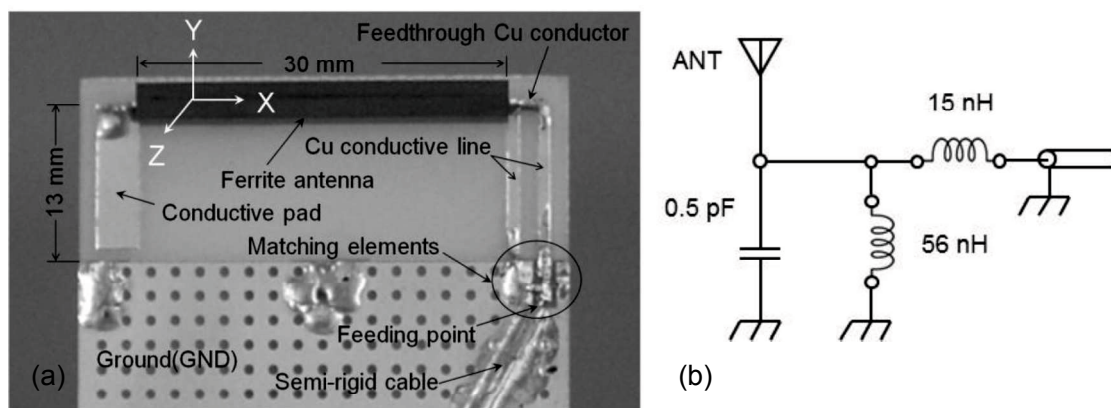 Feedthrough Cu conductor
Y
30 mm
X
Z
Cu conductive line
Ferrite antenna
13 mm
Conductive pad
Matching elements
Feeding point
Ground(GND)
Semi-rigid cable
(a)
ANT
15 nH
0.5 pF
56 nH
(b)